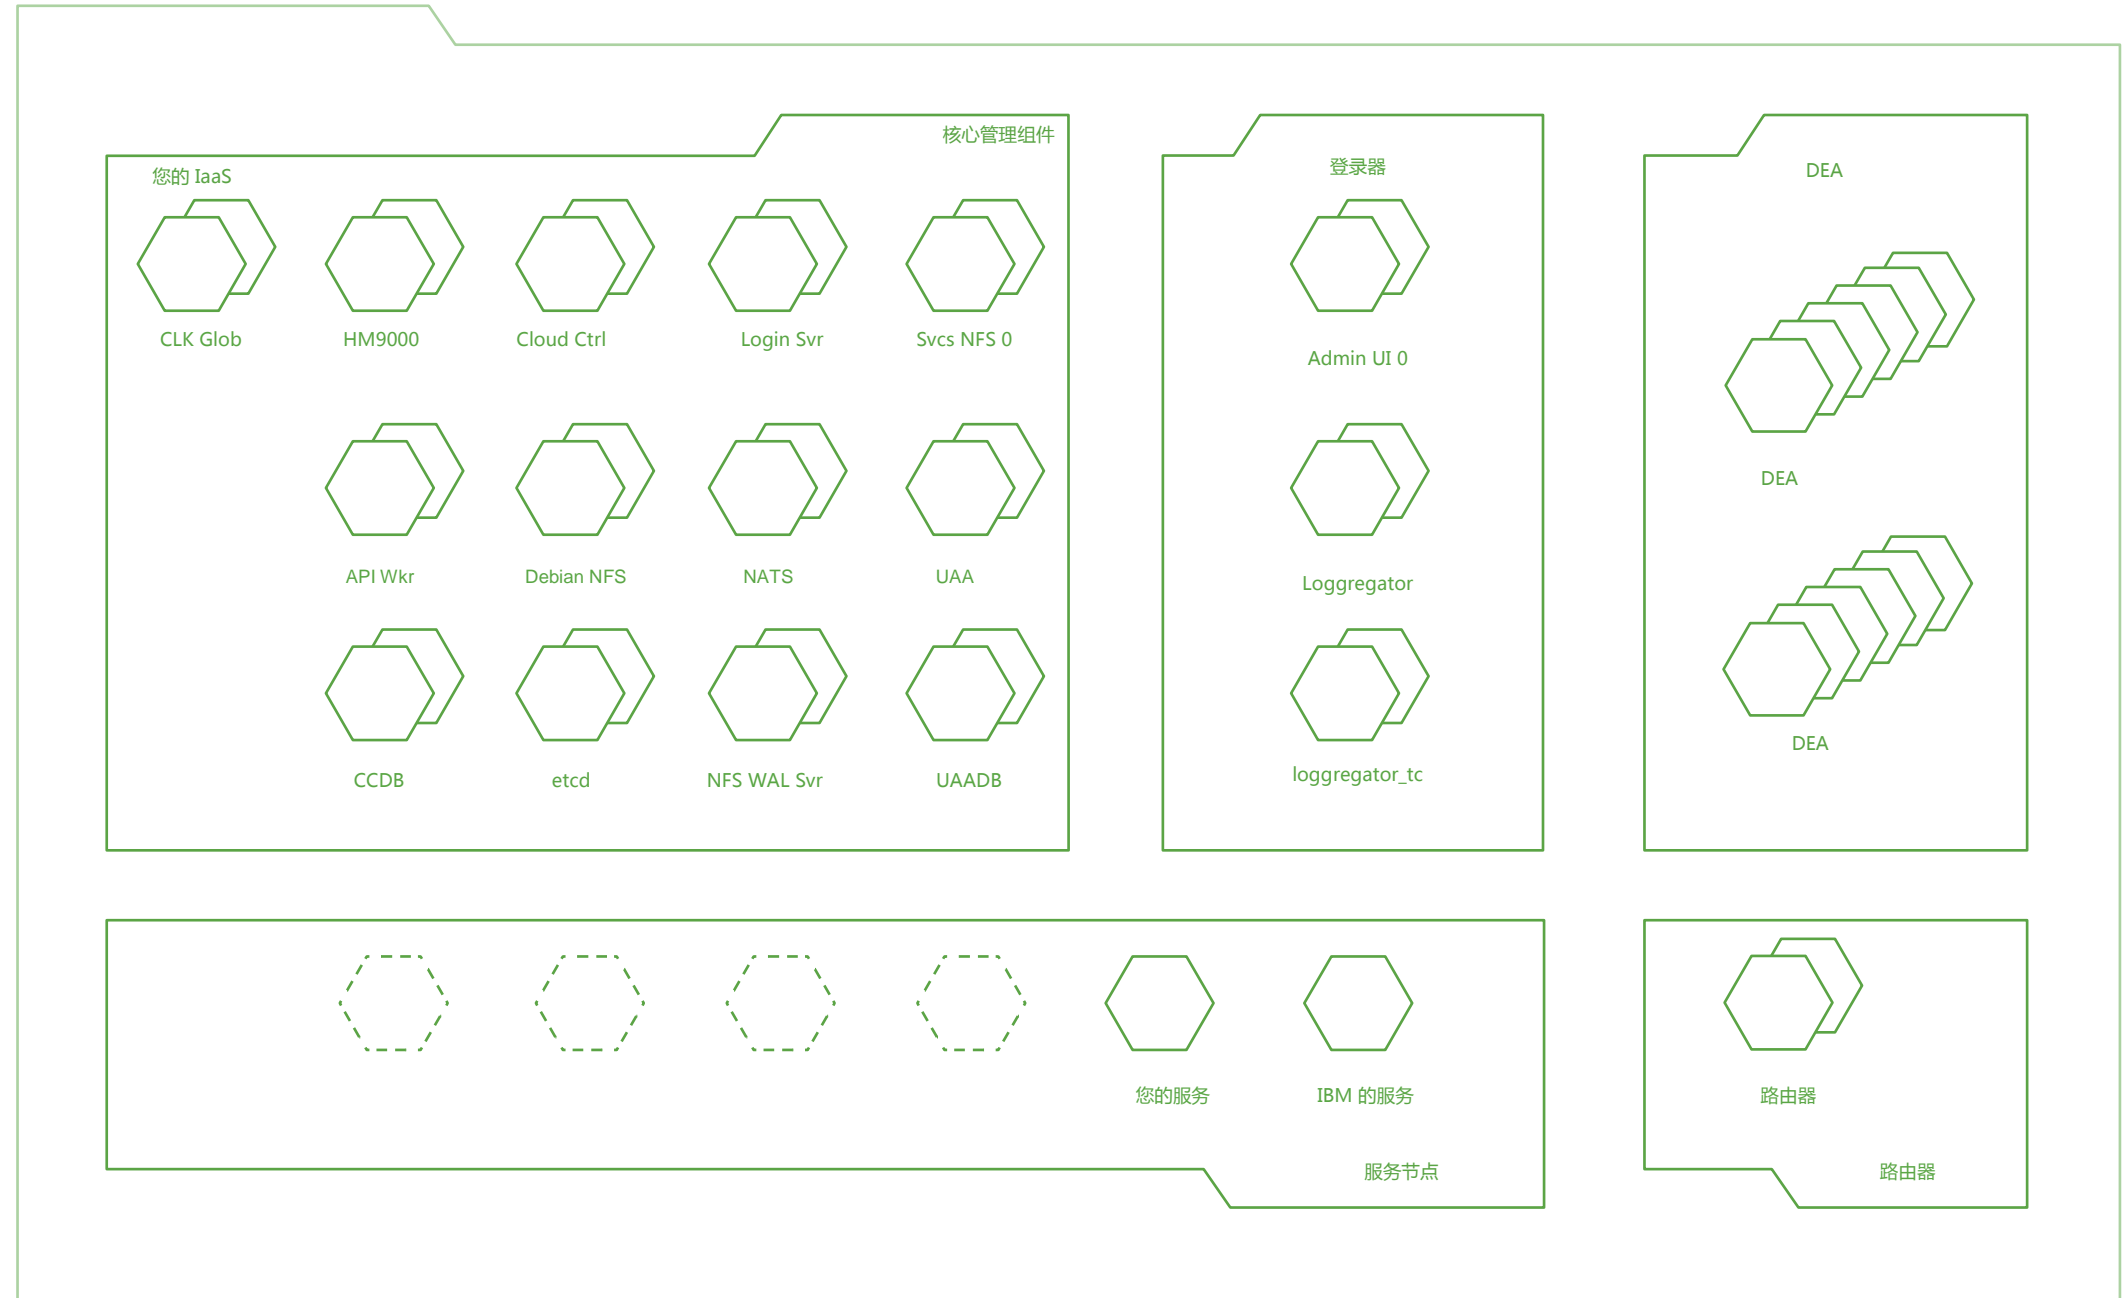 核心管理组件
您的 IaaS
CLK Glob
HM9000
Cloud Ctrl
Login Svr
Svcs NFS 0
API Wkr
Debian NFS
NATS
UAA
CCDB
etcd
NFS WAL Svr
UAADB
登录器
Admin UI 0
Loggregator
loggregator_tc
DEA
DEA
DEA
您的服务
IBM 的服务
服务节点
路由器
路由器